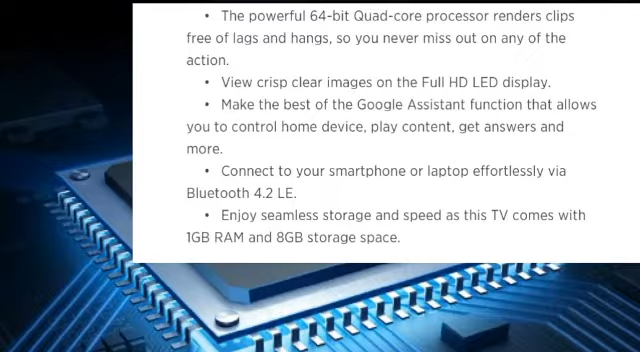 • The powerful 64-bit Quad-core processor renders clips
free of lags and hangs, so you never miss out on any of the
action.
• View crisp clear images on the Full HD LED display.
• Make the best of the Google Assistant function that allows
you to control home device, play content, get answers and
more.
• Connect to your smartphone or laptop effortlessly via
Bluetooth 4.2 LE.
• Enjoy seamless storage and speed as this TV comes with
1GB RAM and 8GB storage space.